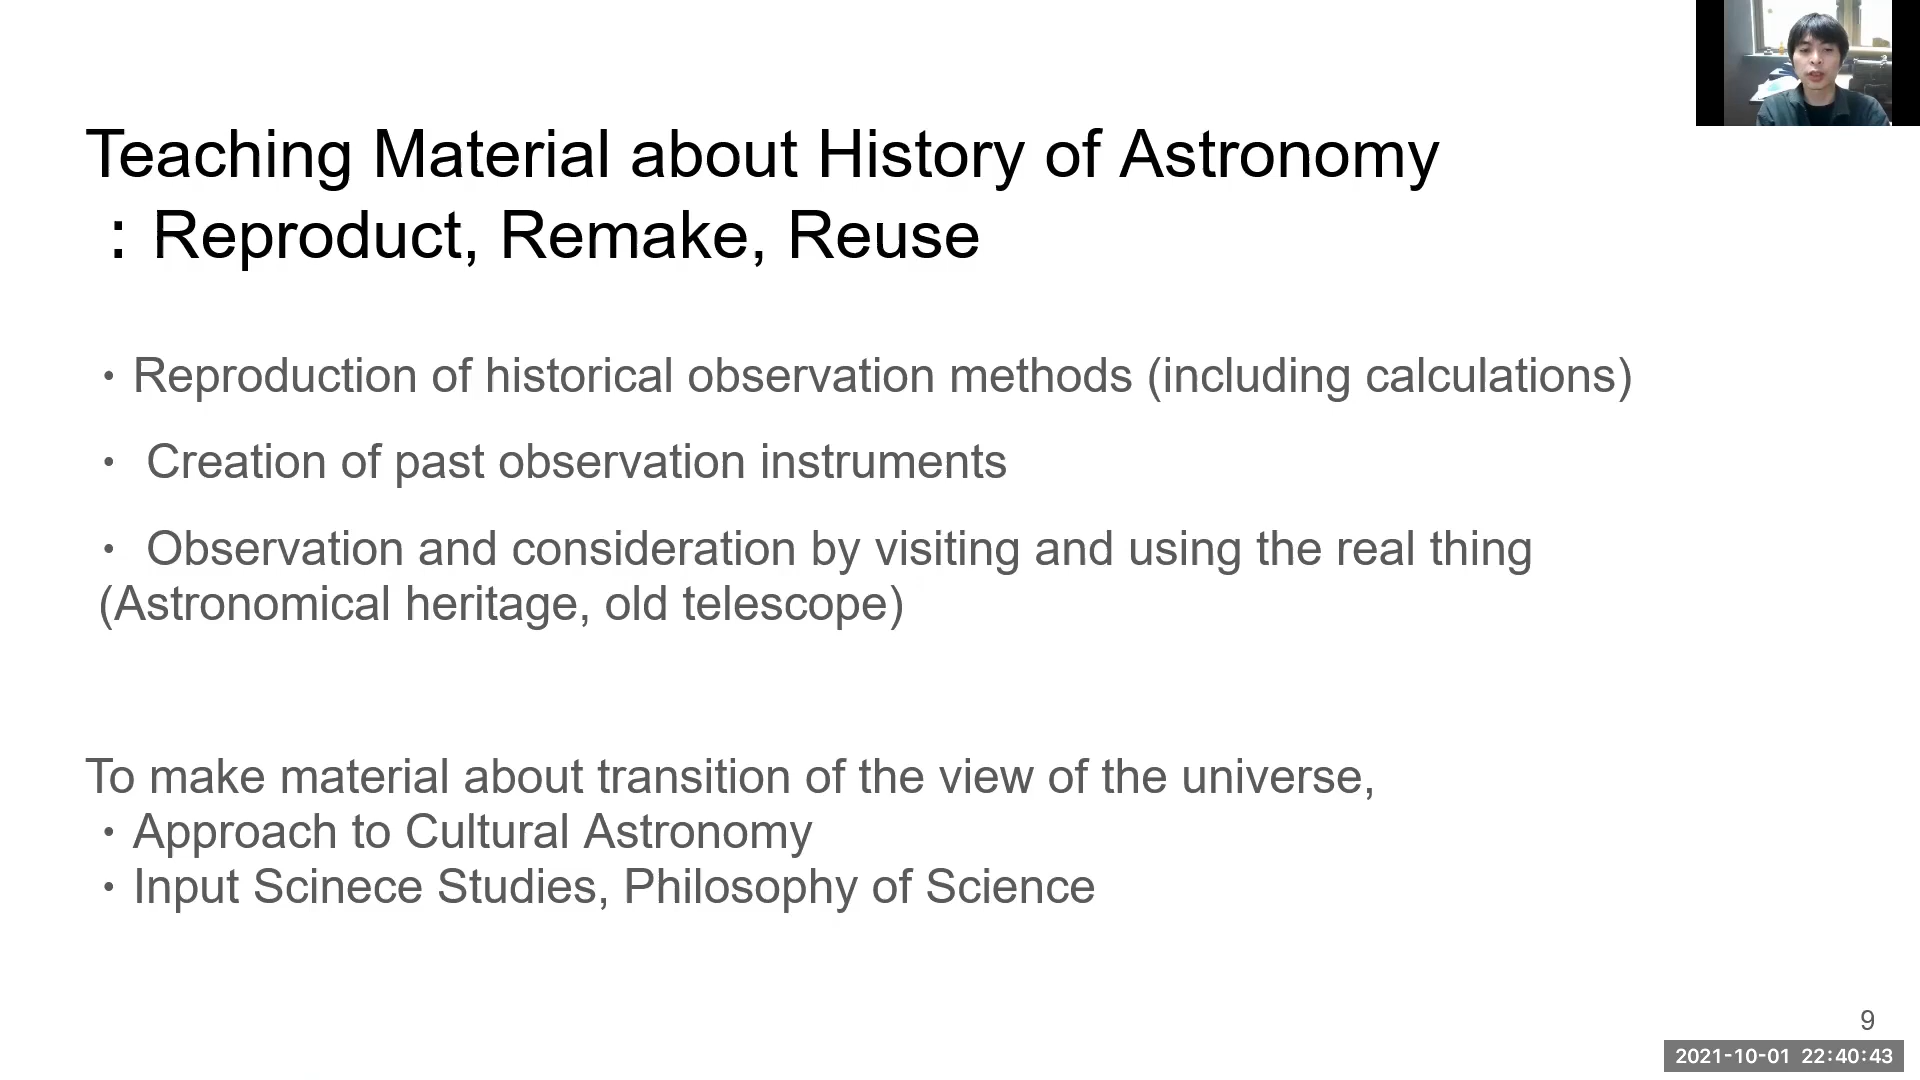 Teaching Material about History of Astronomy
：Reproduct, Remake, Reuse
・Reproduction of historical observation methods (including calculations)
・ Creation of past observation instruments
・ Observation and consideration by visiting and using the real thing
(Astronomical heritage, old telescope)
To make material about transition of the view of the universe,
・Approach to Cultural Astronomy
・Input Scinece Studies, Philosophy of Science
9
2021-10-01 22:40:43